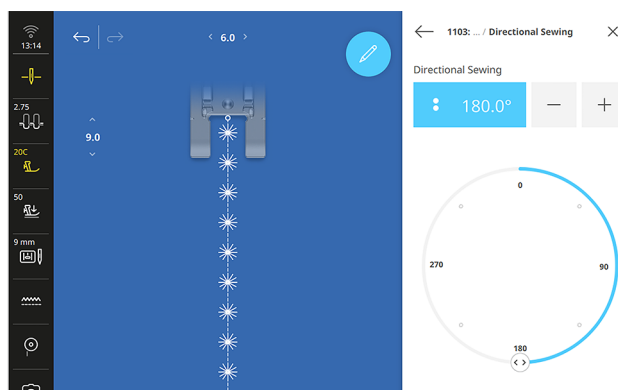 13:14
2.75
20C
50
9 mm
6.0
9.0
1103: ... / Directional Sewing
Directional Sewing
180.0°
0
270
90
180